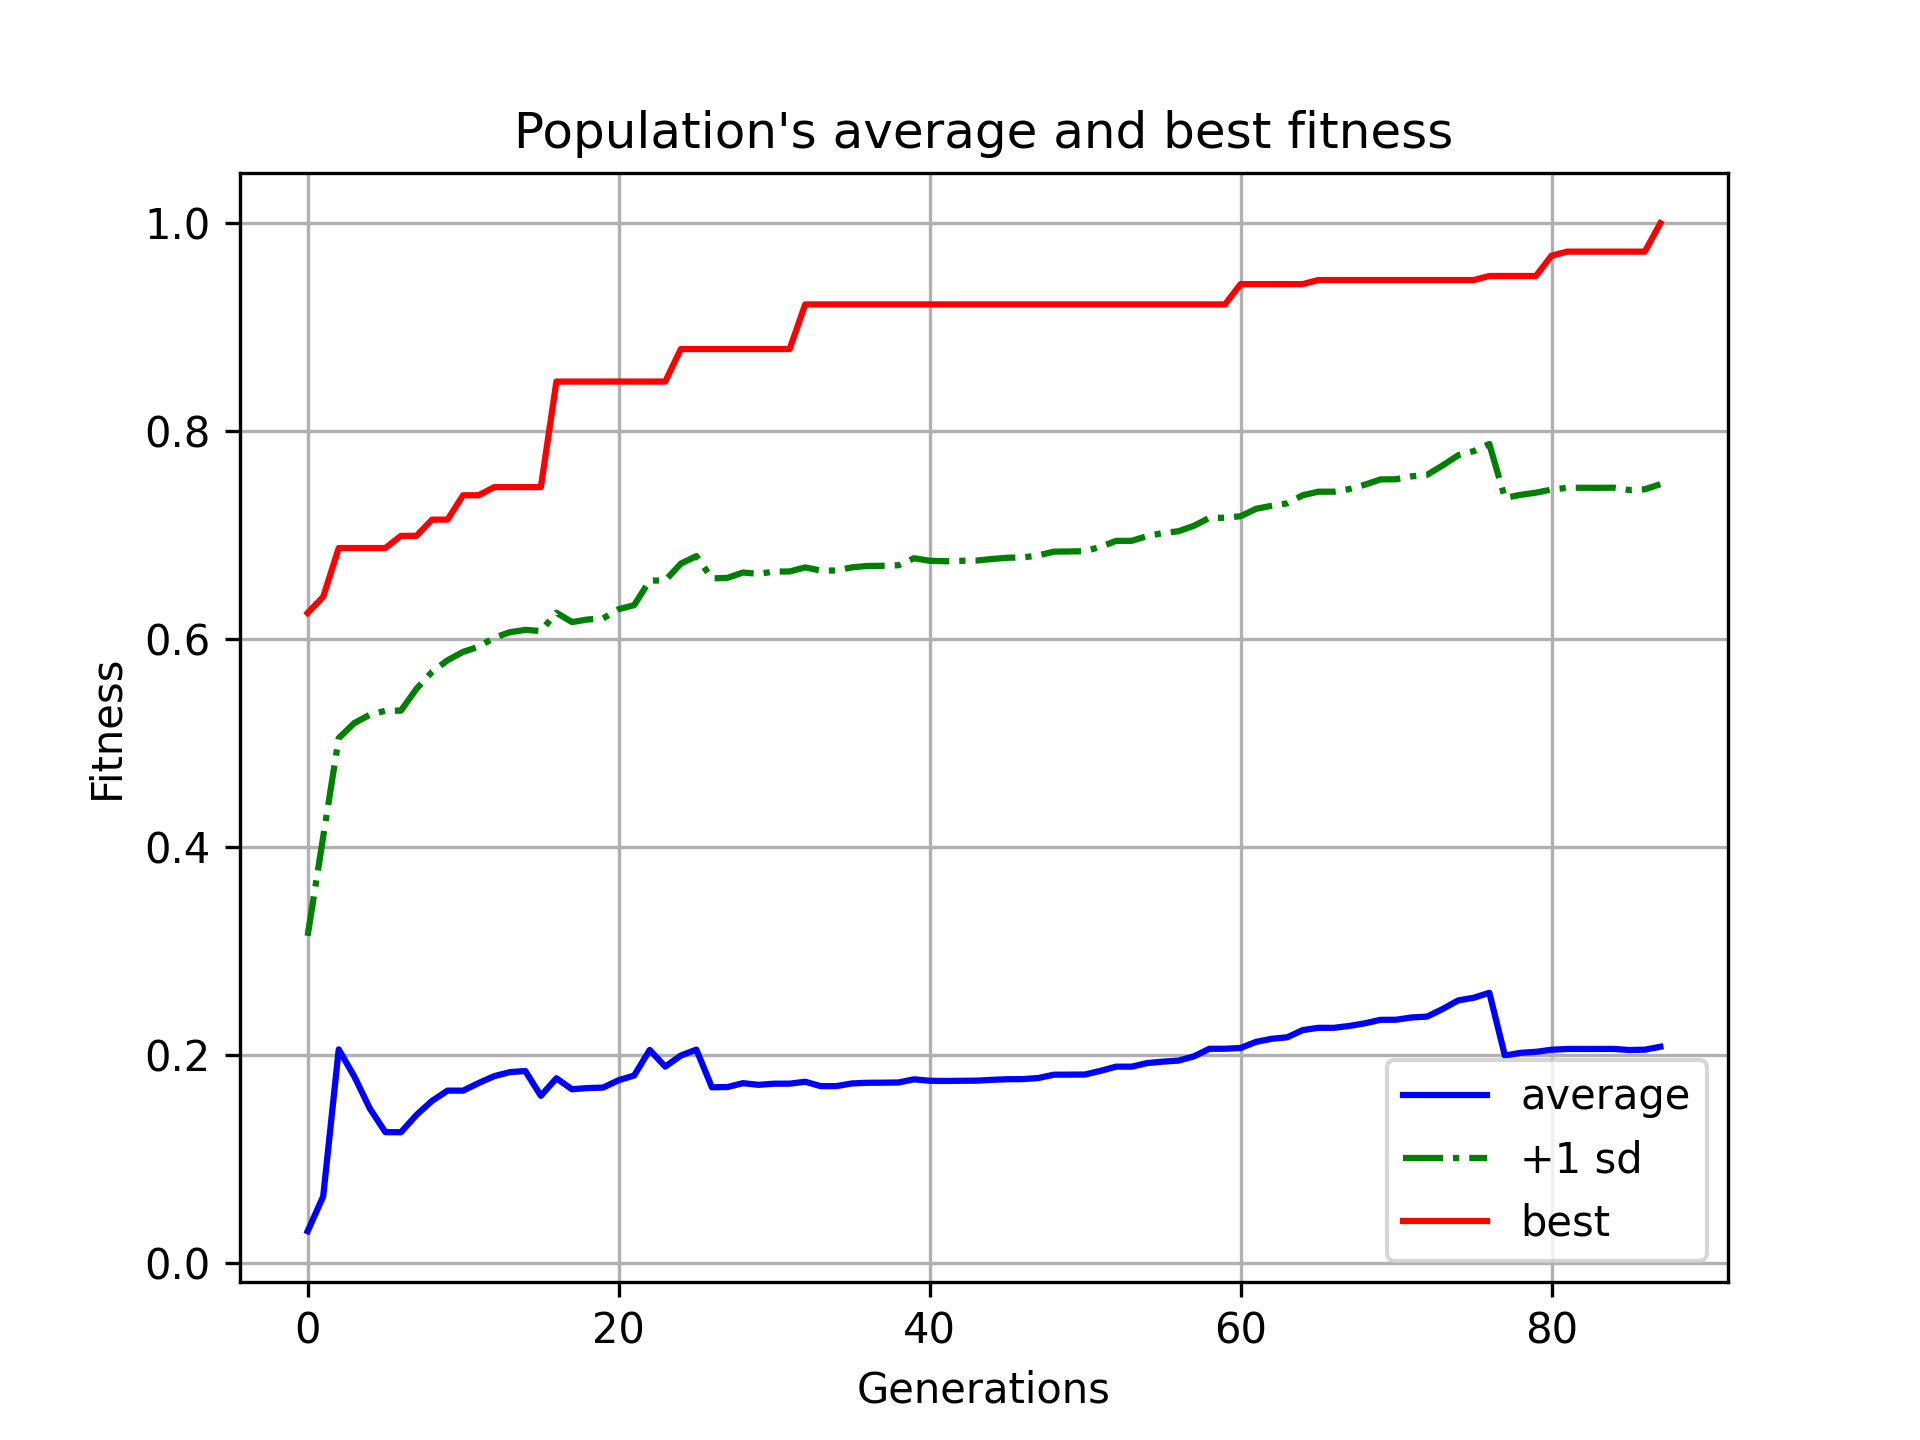 Population's average and best fitness
1.0
0.8
0.6
0.4
0.2
0.0
Fitness
0 20 40 60 80
Generations
average
+1 sd
best